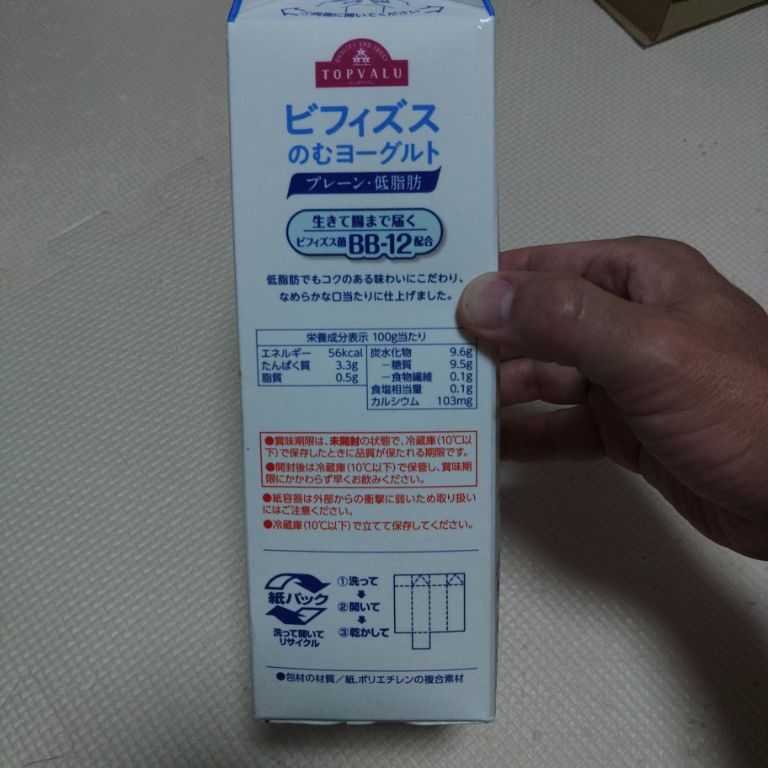 に開いてください
TOPVALU
ビフィズス
のむヨーグルト
プレーン・低脂肪
生きて腸まで届く
ビフィズス菌BB-12配合
低脂肪でもコクのある味わいにこだわり、
なめらかな口当たりに仕上げました。
栄養成分表示 100g当たり
エネルギー 56kcal
たんぱく質 3.3g
脂質 0.5g
炭水化物 9.6g
−糖質 9.5g
−食物繊維 0.1g
食塩相当量 0.1g
カルシウム 103mg
●賞味期限は、未開封の状態で、冷蔵庫(10℃以
下)で保存したときに品質が保たれる期限です。
●開封後は冷蔵庫(10℃以下)で保管し、賞味期
限にかかわらず早くお飲みください。
●紙容器は外部からの衝撃に弱いため取り扱い
にはご注意ください。
●冷蔵庫(10℃以下)で立てて保存してください。
紙パック
洗って開いて
リサイクル
①洗って
②開いて
③乾かして
●包材の材質/紙、ポリエチレンの複合素材